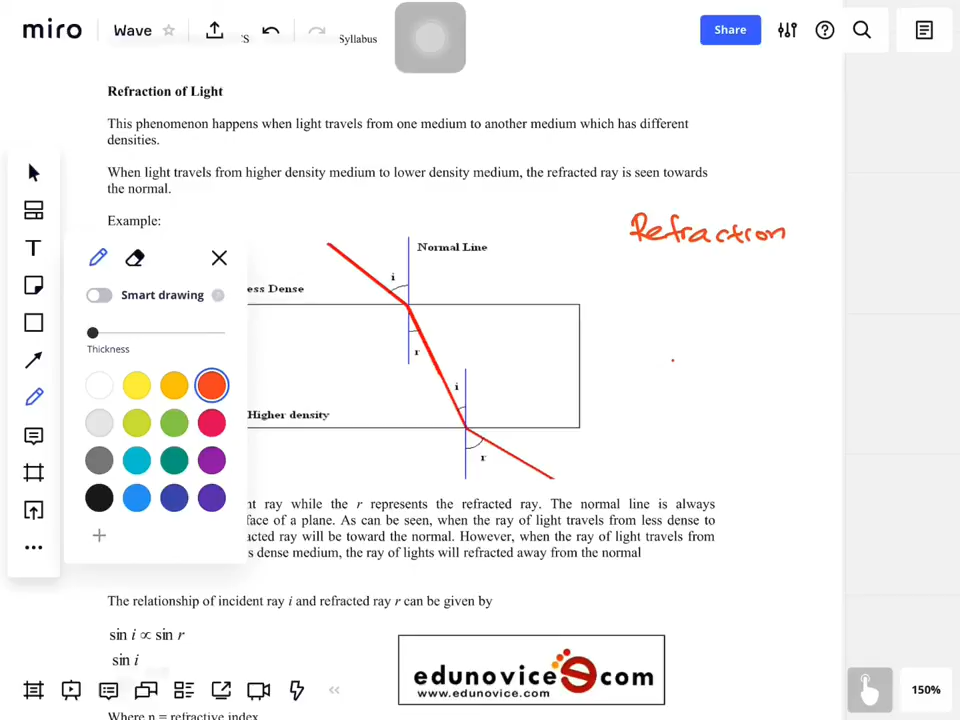 miro
Wave
CS
Syllabus
Share
Refraction of Light
This phenomenon happens when light travels from one medium to another medium which has different
densities.
When light travels from higher density medium to lower density medium, the refracted ray is seen towards
the normal.
Example:
Refraction
Normal Line
i
ess Dense
Smart drawing
r
Thickness
i
Higher density
r
nt ray while the r represents the refracted ray. The normal line is always
face of a plane. As can be seen, when the ray of light travels from less dense to
acted ray will be toward the normal. However, when the ray of light travels from
s dense medium, the ray of lights will refracted away from the normal
The relationship of incident ray i and refracted ray r can be given by
sin i ∝ sin r
sin i
edunovice com
www.edunovice.com
Where n = refractive index
150%